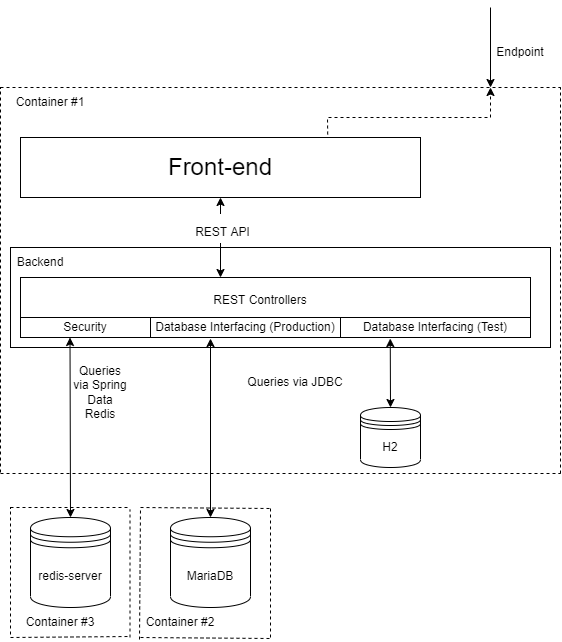 Endpoint
Container #1
Front-end
REST API
Backend
REST Controllers
Security
Database Interfacing (Production)
Database Interfacing (Test)
Queries
via Spring
Data
Redis
Queries via JDBC
H2
redis-server
MariaDB
Container #3
Container #2